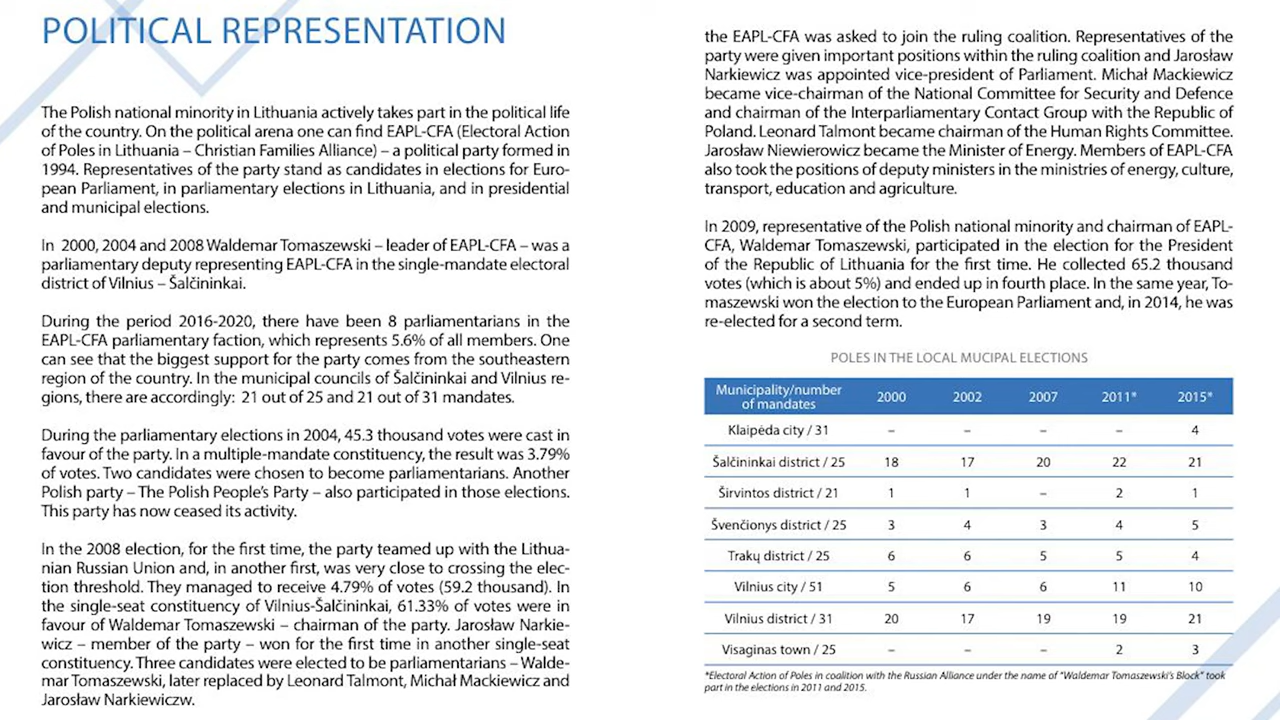 POLITICAL REPRESENTATION
The Polish national minority in Lithuania actively takes part in the political life
of the country. On the political arena one can find EAPL-CFA (Electoral Action
of Poles in Lithuania – Christian Families Alliance) – a political party formed in
1994. Representatives of the party stand as candidates in elections for Euro-
pean Parliament, in parliamentary elections in Lithuania, and in presidential
and municipal elections.
In 2000, 2004 and 2008 Waldemar Tomaszewski – leader of EAPL-CFA – was a
parliamentary deputy representing EAPL-CFA in the single-mandate electoral
district of Vilnius – Šalčininkai.
During the period 2016-2020, there have been 8 parliamentarians in the
EAPL-CFA parliamentary faction, which represents 5.6% of all members. One
can see that the biggest support for the party comes from the southeastern
region of the country. In the municipal councils of Šalčininkai and Vilnius re-
gions, there are accordingly: 21 out of 25 and 21 out of 31 mandates.
During the parliamentary elections in 2004, 45.3 thousand votes were cast in
favour of the party. In a multiple-mandate constituency, the result was 3.79%
of votes. Two candidates were chosen to become parliamentarians. Another
Polish party – The Polish People's Party – also participated in those elections.
This party has now ceased its activity.
In the 2008 election, for the first time, the party teamed up with the Lithua-
nian Russian Union and, in another first, was very close to crossing the elec-
tion threshold. They managed to receive 4.79% of votes (59.2 thousand). In
the single-seat constituency of Vilnius-Šalčininkai, 61.33% of votes were in
favour of Waldemar Tomaszewski – chairman of the party. Jarosław Narkie-
wicz – member of the party – won for the first time in another single-seat
constituency. Three candidates were elected to be parliamentarians – Walde-
mar Tomaszewski, later replaced by Leonard Talmont, Michał Mackiewicz and
Jarosław Narkiewiczw.
the EAPL-CFA was asked to join the ruling coalition. Representatives of the
party were given important positions within the ruling coalition and Jarosław
Narkiewicz was appointed vice-president of Parliament. Michał Mackiewicz
became vice-chairman of the National Committee for Security and Defence
and chairman of the Interparliamentary Contact Group with the Republic of
Poland. Leonard Talmont became chairman of the Human Rights Committee.
Jarosław Niewierowicz became the Minister of Energy. Members of EAPL-CFA
also took the positions of deputy ministers in the ministries of energy, culture,
transport, education and agriculture.
In 2009, representative of the Polish national minority and chairman of EAPL-
CFA, Waldemar Tomaszewski, participated in the election for the President
of the Republic of Lithuania for the first time. He collected 65.2 thousand
votes (which is about 5%) and ended up in fourth place. In the same year, To-
maszewski won the election to the European Parliament and, in 2014, he was
re-elected for a second term.
POLES IN THE LOCAL MUCIPAL ELECTIONS
Municipality/number of mandates 2000 2002 2007 2011* 2015*
Klaipėda city / 31 – – – – 4
Šalčininkai district / 25 18 17 20 22 21
Širvintos district / 21 1 1 – 2 1
Švenčionys district / 25 3 4 3 4 5
Trakų district / 25 6 6 5 5 4
Vilnius city / 51 5 6 6 11 10
Vilnius district / 31 20 17 19 19 21
Visaginas town / 25 – – – 2 3
*Electoral Action of Poles in coalition with the Russian Alliance under the name of "Waldemar Tomaszewski's Block" took
part in the elections in 2011 and 2015.